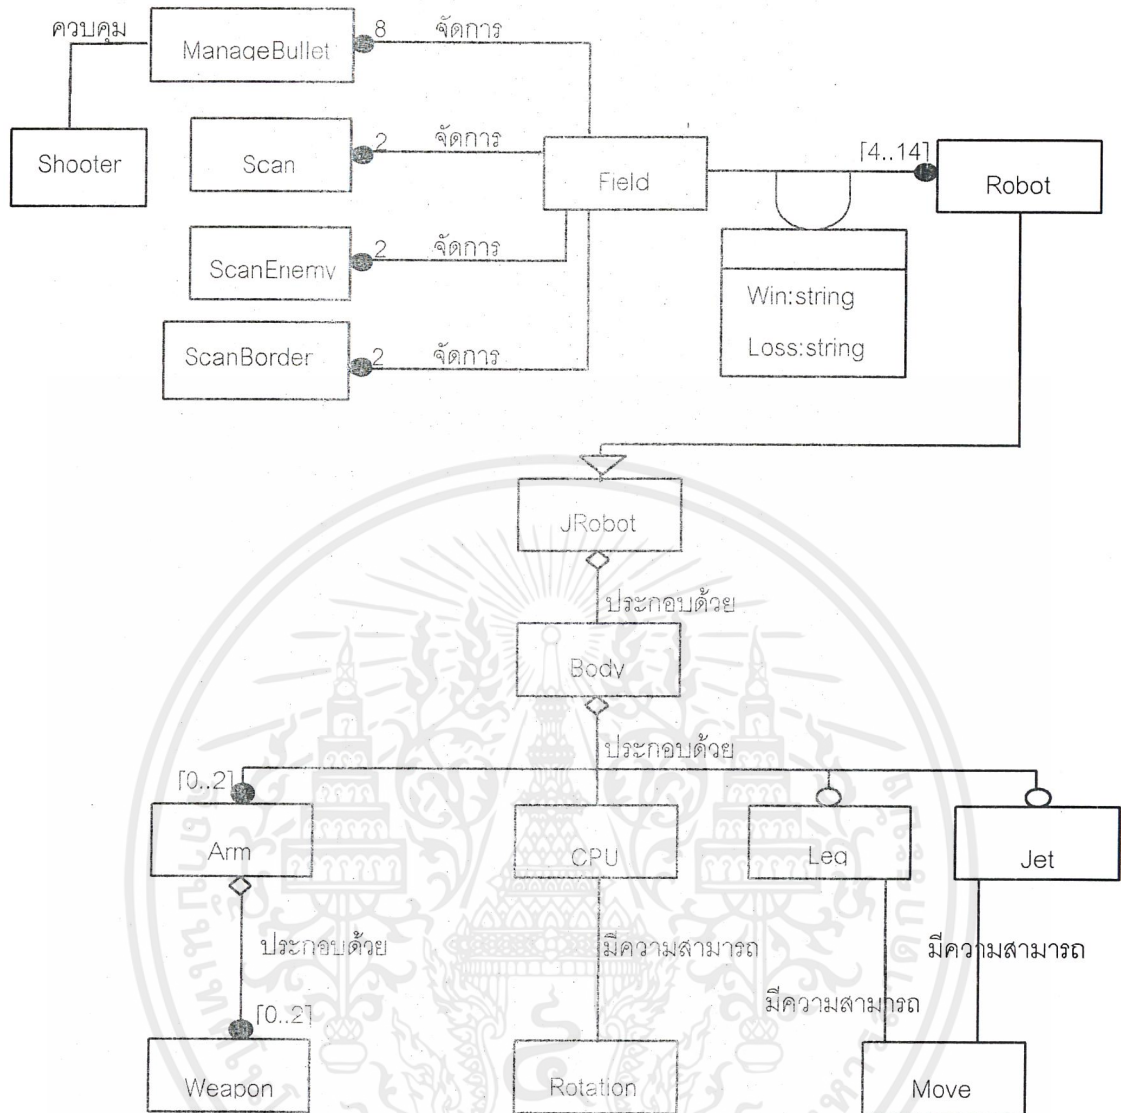 ควบคุม
ManageBullet
8
จัดการ
Shooter
Scan
2
จัดการ
Field
[4..14]
Robot
ScanEnemy
2
จัดการ
Win:string
Loss:string
ScanBorder
2
จัดการ
JRobot
ประกอบด้วย
Body
ประกอบด้วย
[0..2]
Arm
CPU
Leg
Jet
ประกอบด้วย
มีความสามารถ
มีความสามารถ
มีความสามารถ
[0..2]
Weapon
Rotation
Move